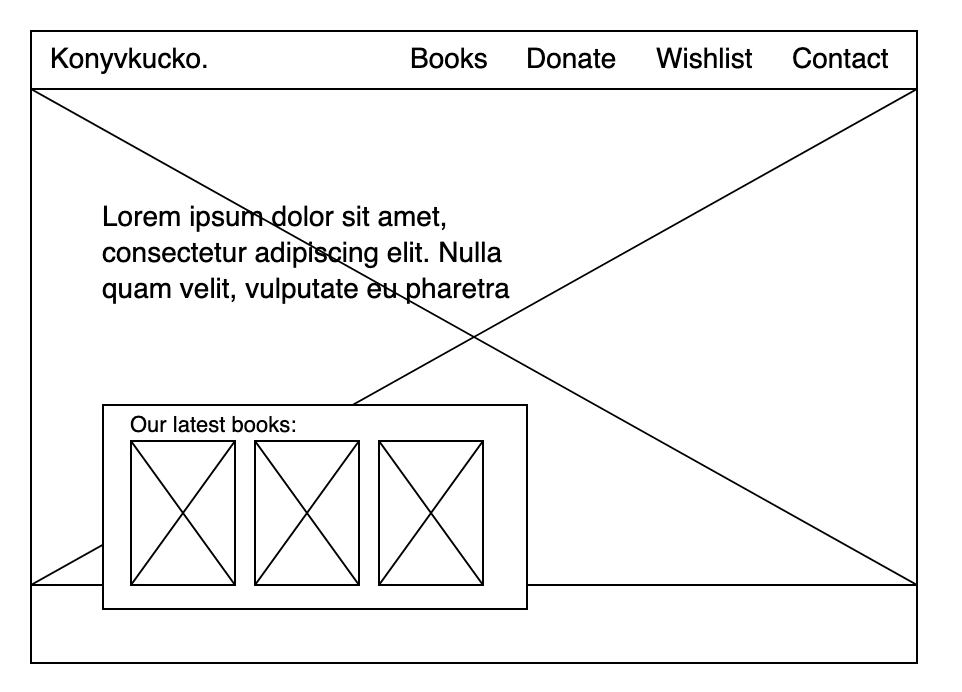 Konyvkucko.
Books Donate Wishlist Contact
Lorem ipsum dolor sit amet,
consectetur adipiscing elit. Nulla
quam velit, vulputate eu pharetra
Our latest books: